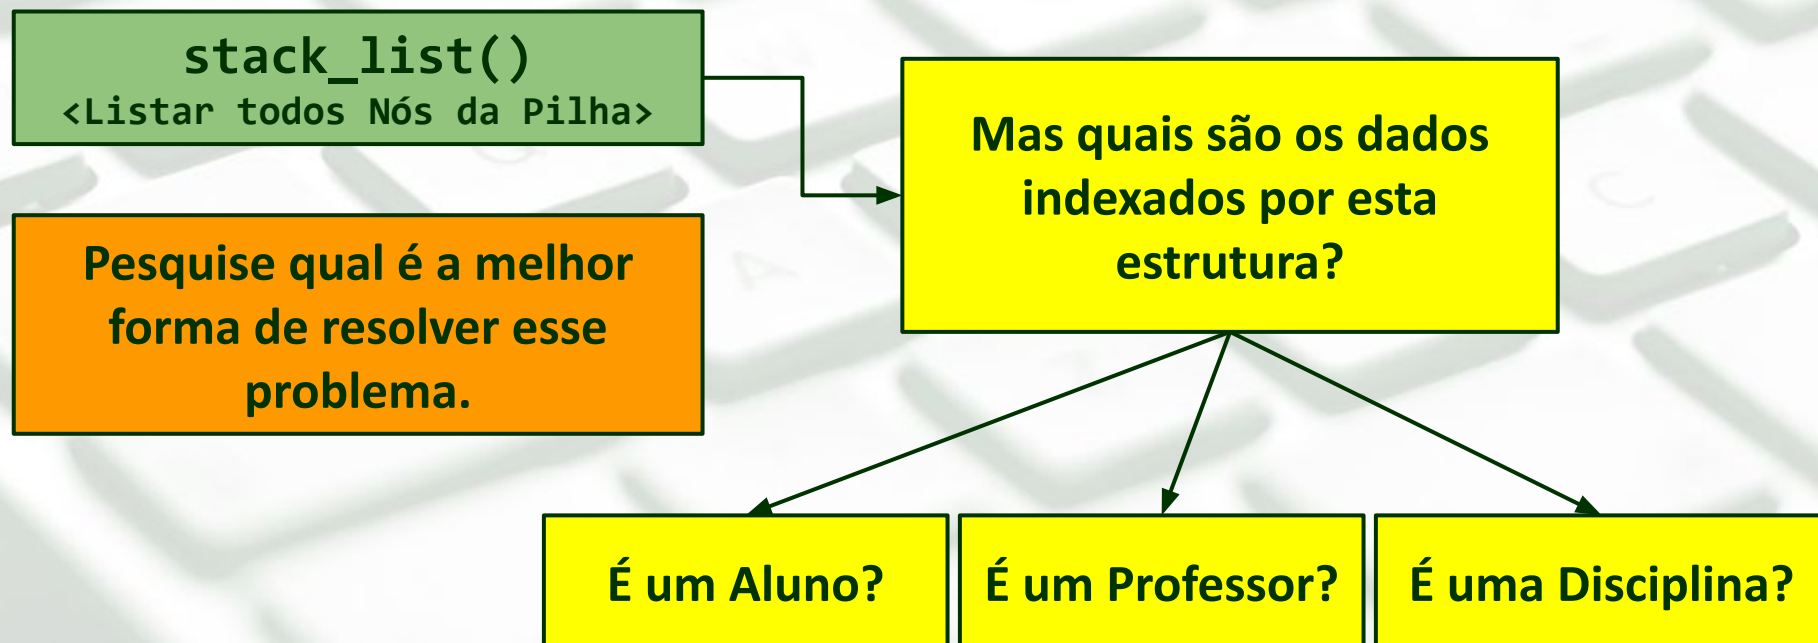 stack_list()
<Listar todos Nós da Pilha>
Mas quais são os dados
indexados por esta
estrutura?
Pesquise qual é a melhor
forma de resolver esse
problema.
É um Aluno?
É um Professor?
É uma Disciplina?